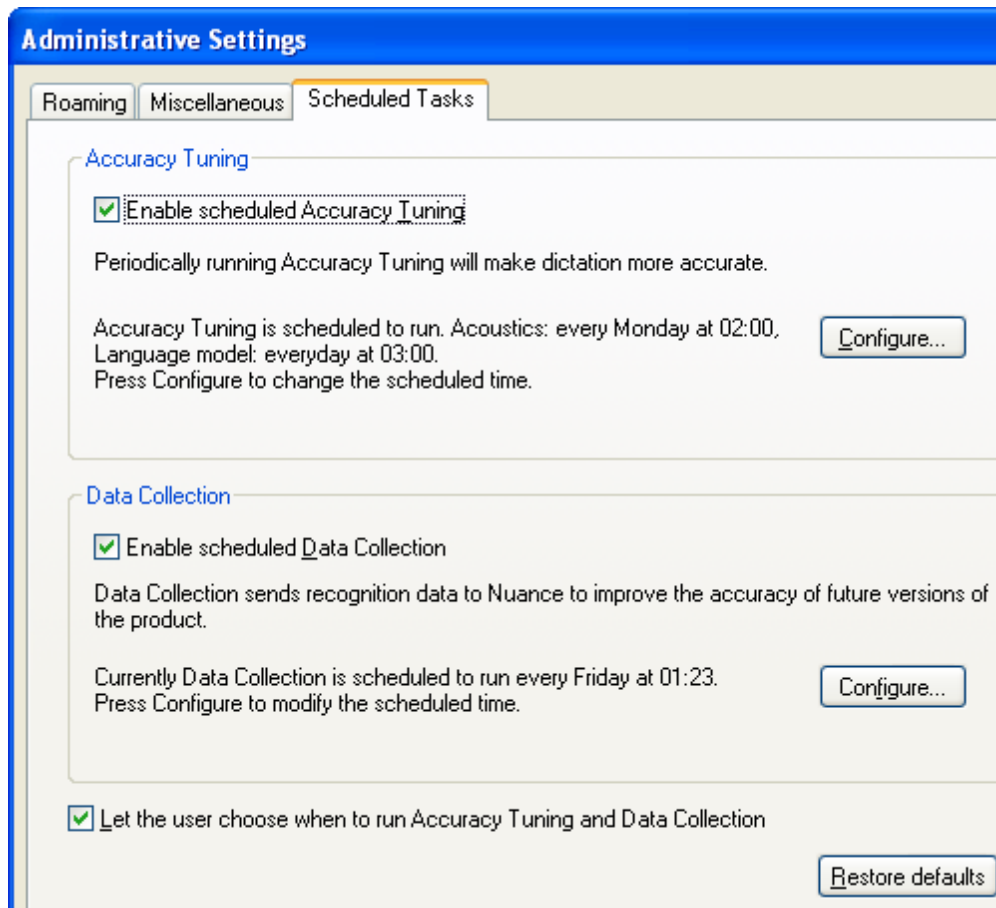 Administrative Settings
Roaming Miscellaneous Scheduled Tasks
Accuracy Tuning
Enable scheduled Accuracy Tuning
Periodically running Accuracy Tuning will make dictation more accurate.
Accuracy Tuning is scheduled to run. Acoustics: every Monday at 02:00,
Language model: everyday at 03:00.
Press Configure to change the scheduled time.
Configure...
Data Collection
Enable scheduled Data Collection
Data Collection sends recognition data to Nuance to improve the accuracy of future versions of
the product.
Currently Data Collection is scheduled to run every Friday at 01:23.
Press Configure to modify the scheduled time.
Configure...
Let the user choose when to run Accuracy Tuning and Data Collection
Restore defaults